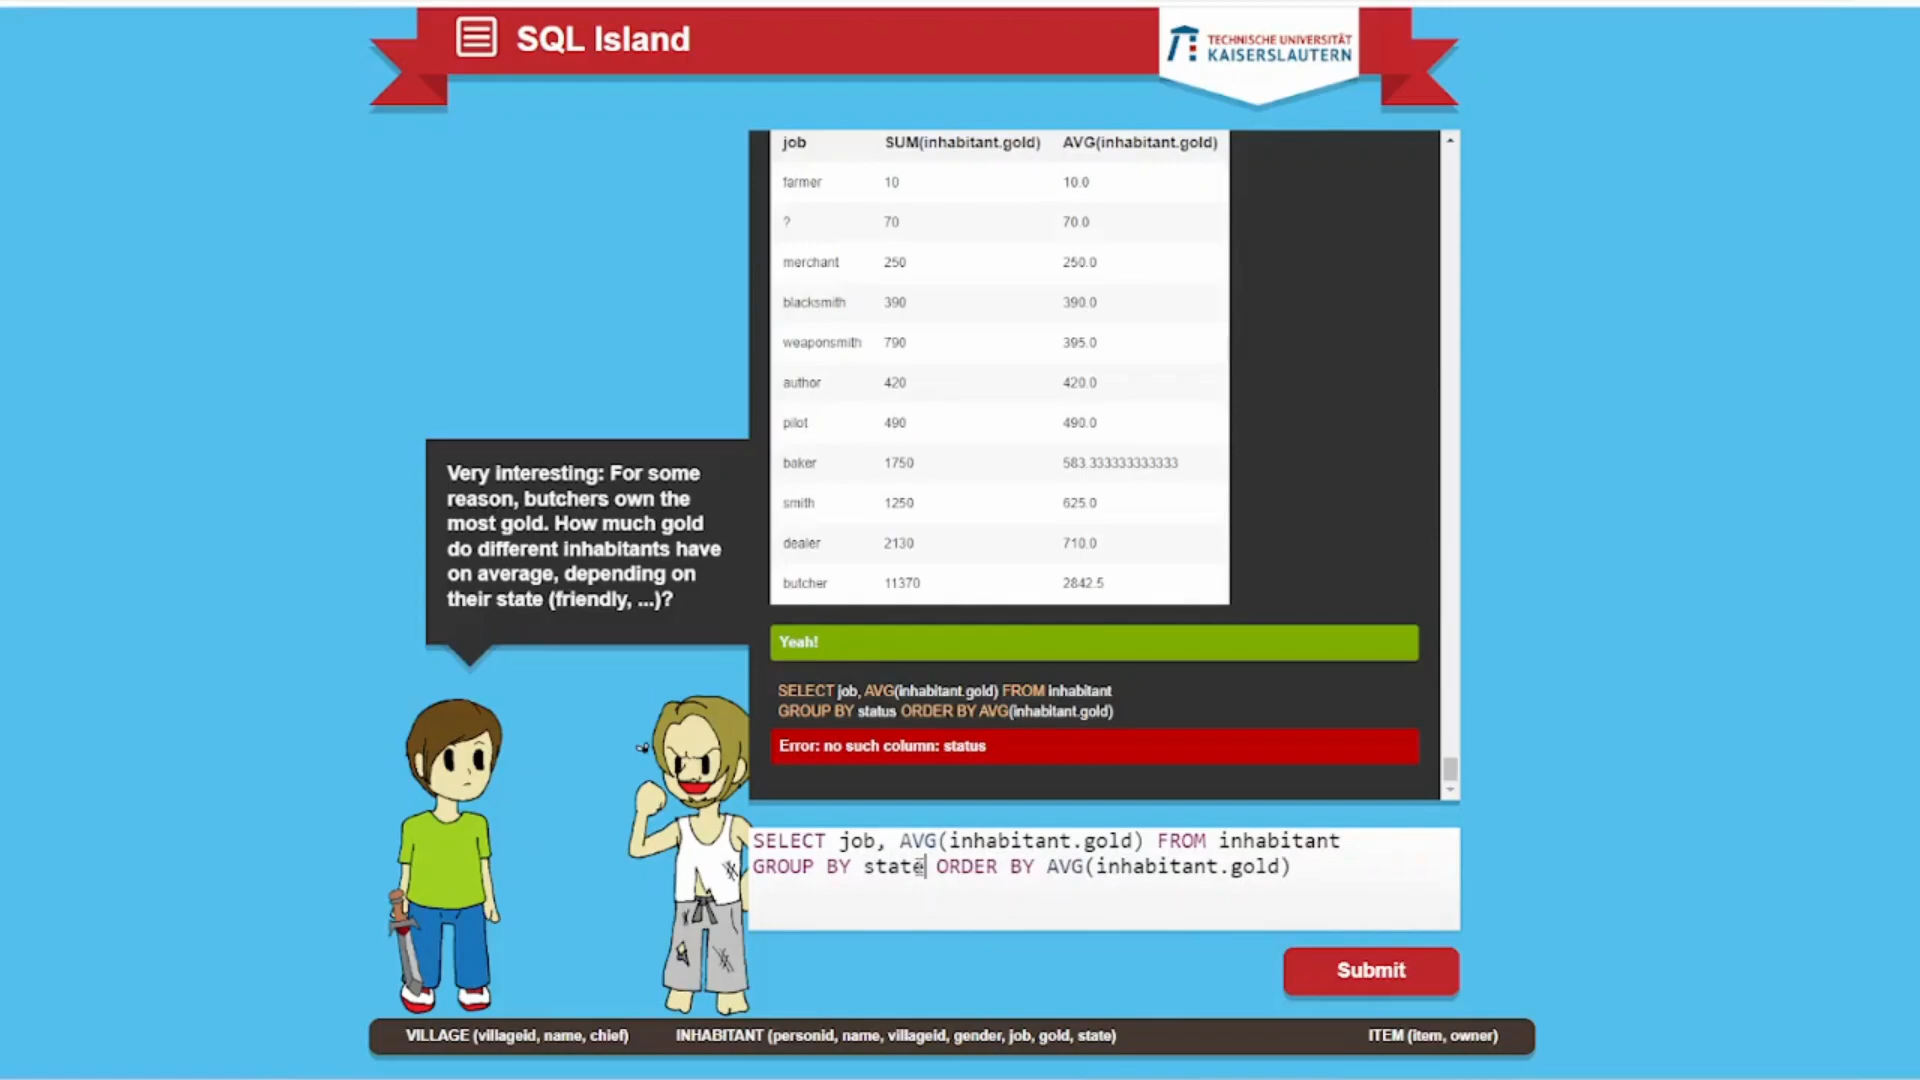 SQL Island
TECHNISCHE UNIVERSITÄT
KAISERSLAUTERN
job SUM(inhabitant.gold) AVG(inhabitant.gold)
farmer 10 10.0
? 70 70.0
merchant 250 250.0
blacksmith 390 390.0
weaponsmith 790 395.0
author 420 420.0
pilot 490 490.0
baker 1750 583.333333333333
smith 1250 625.0
dealer 2130 710.0
butcher 11370 2842.5
Very interesting: For some
reason, butchers own the
most gold. How much gold
do different inhabitants have
on average, depending on
their state (friendly, ...)?
Yeah!
SELECT job, AVG(inhabitant.gold) FROM inhabitant
GROUP BY status ORDER BY AVG(inhabitant.gold)
Error: no such column: status
SELECT job, AVG(inhabitant.gold) FROM inhabitant
GROUP BY state ORDER BY AVG(inhabitant.gold)
Submit
VILLAGE (villageid, name, chief) INHABITANT (personid, name, villageid, gender, job, gold, state) ITEM (item, owner)